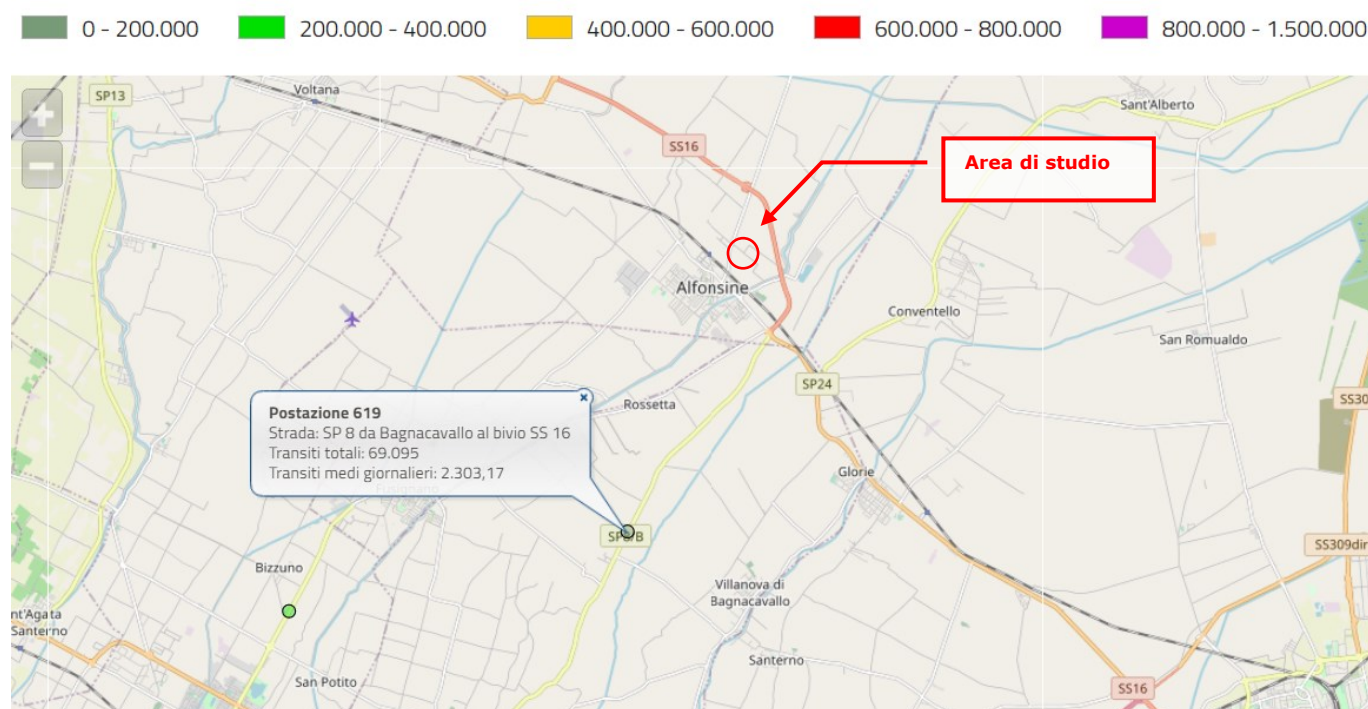 0 - 200.000
200.000 - 400.000
400.000 - 600.000
600.000 - 800.000
800.000 - 1.500.000
SP13
Voltana
Sant'Alberto
SS16
Area di studio
Alfonsine
Conventello
San Romualdo
SP24
SS30
Rossetta
Postazione 619
Strada: SP 8 da Bagnacavallo al bivio SS 16
Transiti totali: 69.095
Transiti medi giornalieri: 2.303,17
Glorie
SS309dir
Bizzuno
Villanova di
Bagnacavallo
nt'Agata
Santerno
Santerno
San Potito
SS16